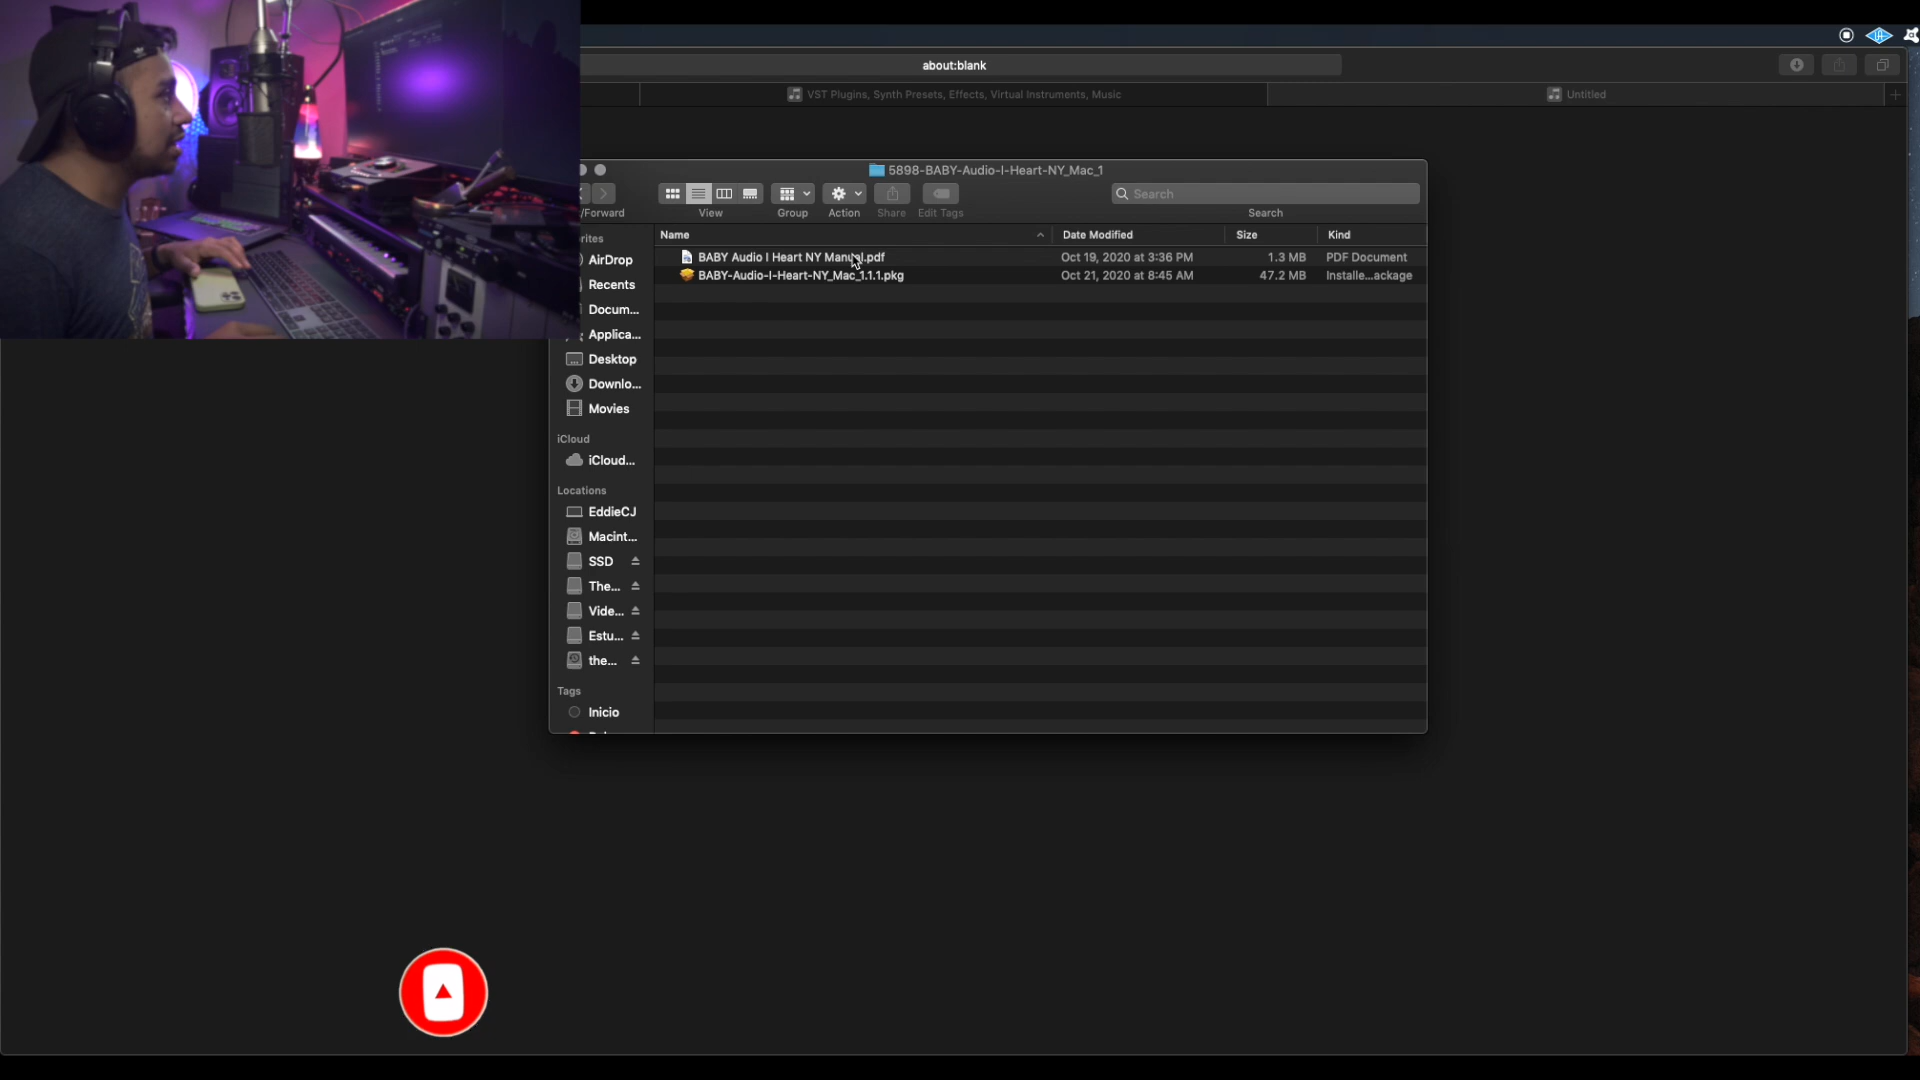 about:blank
VST Plugins, Synth Presets, Effects, Virtual Instruments, Music
Untitled
5898-BABY-Audio-I-Heart-NY_Mac_1
Search
/Forward
View
Group
Action
Share
Edit Tags
Search
rites
AirDrop
Recents
Docum...
Applica...
Desktop
Downlo...
Movies
iCloud
iCloud...
Locations
EddieCJ
Macint...
SSD
The...
Vide...
Estu...
the...
Tags
Inicio
Name Date Modified Size Kind
BABY Audio I Heart NY Manual.pdf Oct 19, 2020 at 3:36 PM 1.3 MB PDF Document
BABY-Audio-I-Heart-NY_Mac_1.1.1.pkg Oct 21, 2020 at 8:45 AM 47.2 MB Installe...ackage